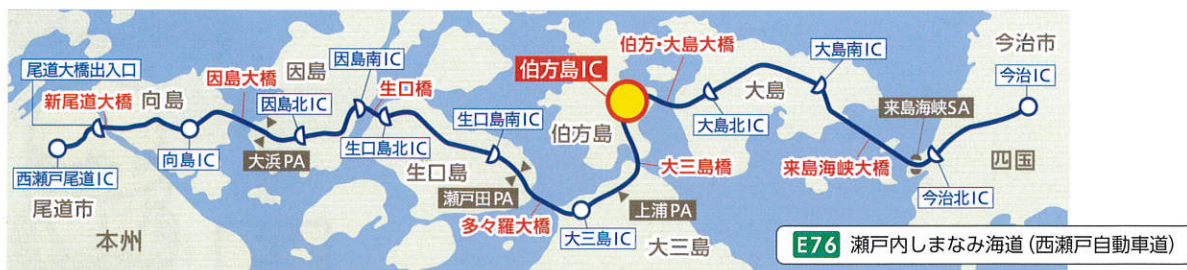 尾道大橋出入口
新尾道大橋
向島
因島大橋
因島
因島南IC
生口橋
因島北IC
伯方島IC
伯方・大島大橋
大島南IC
今治市
今治IC
大島
来島海峡SA
生口島南IC
伯方島
大島北IC
西瀬戸尾道IC
向島IC
大浜PA
生口島北IC
生口島
大三島橋
来島海峡大橋
四国
今治北IC
尾道市
瀬戸田PA
多々羅大橋
上浦PA
本州
大三島IC
大三島
E76 瀬戸内しまなみ海道(西瀬戸自動車道)